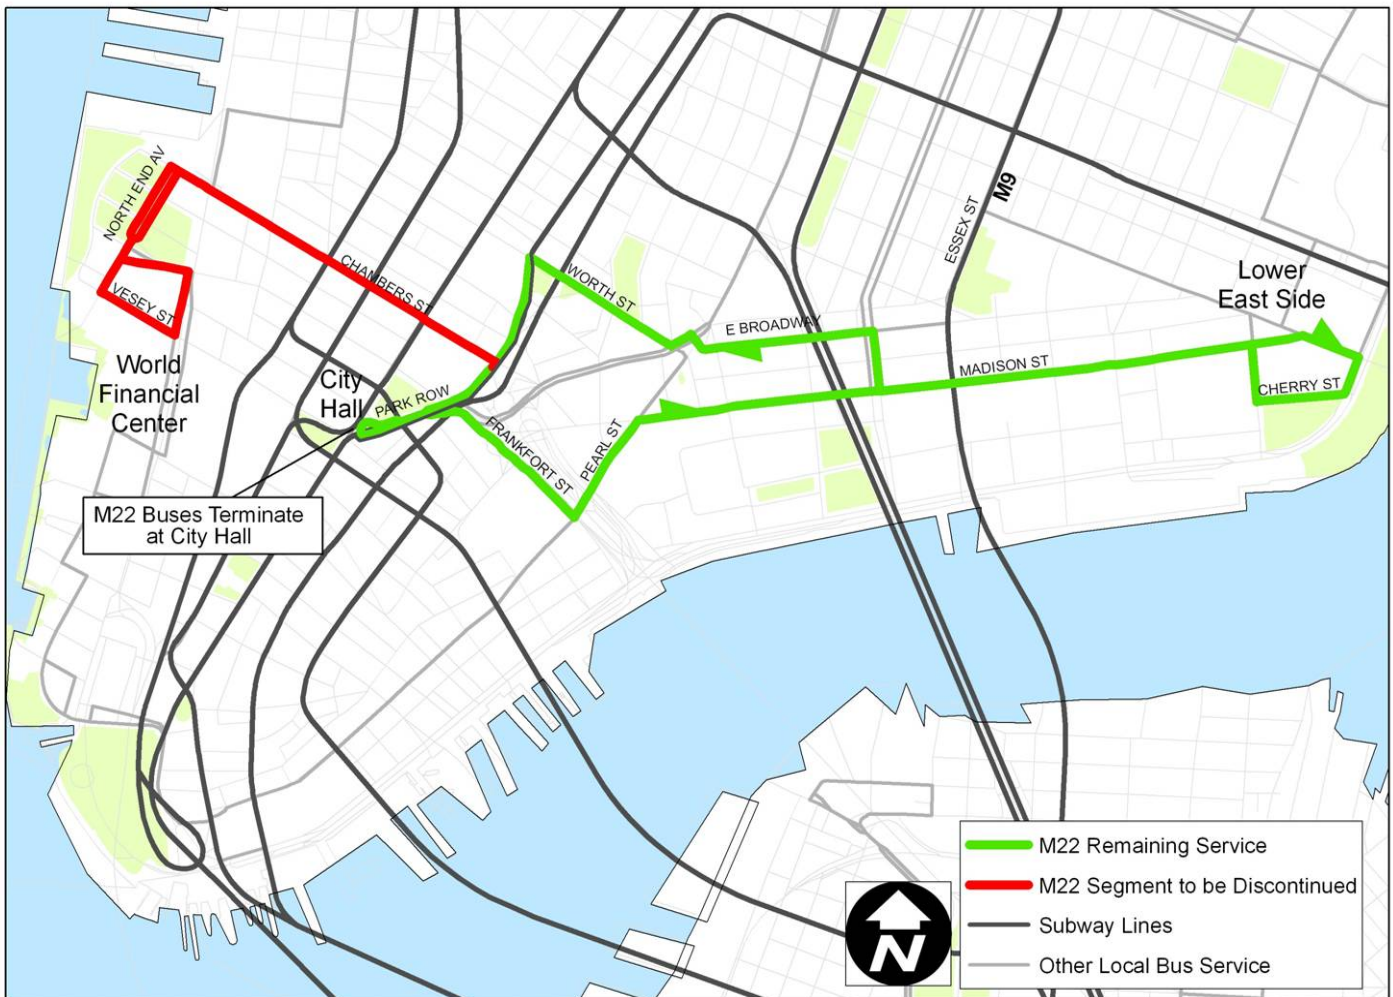 NORTH END AV
VESEY ST
CHAMBERS ST
World
Financial
Center
City
Hall
PARK ROW
WORTH ST
FRANKFORT ST
PEARL ST
E BROADWAY
MADISON ST
ESSEX ST
M9
Lower
East Side
CHERRY ST
M22 Buses Terminate
at City Hall
M22 Remaining Service
M22 Segment to be Discontinued
Subway Lines
Other Local Bus Service
N